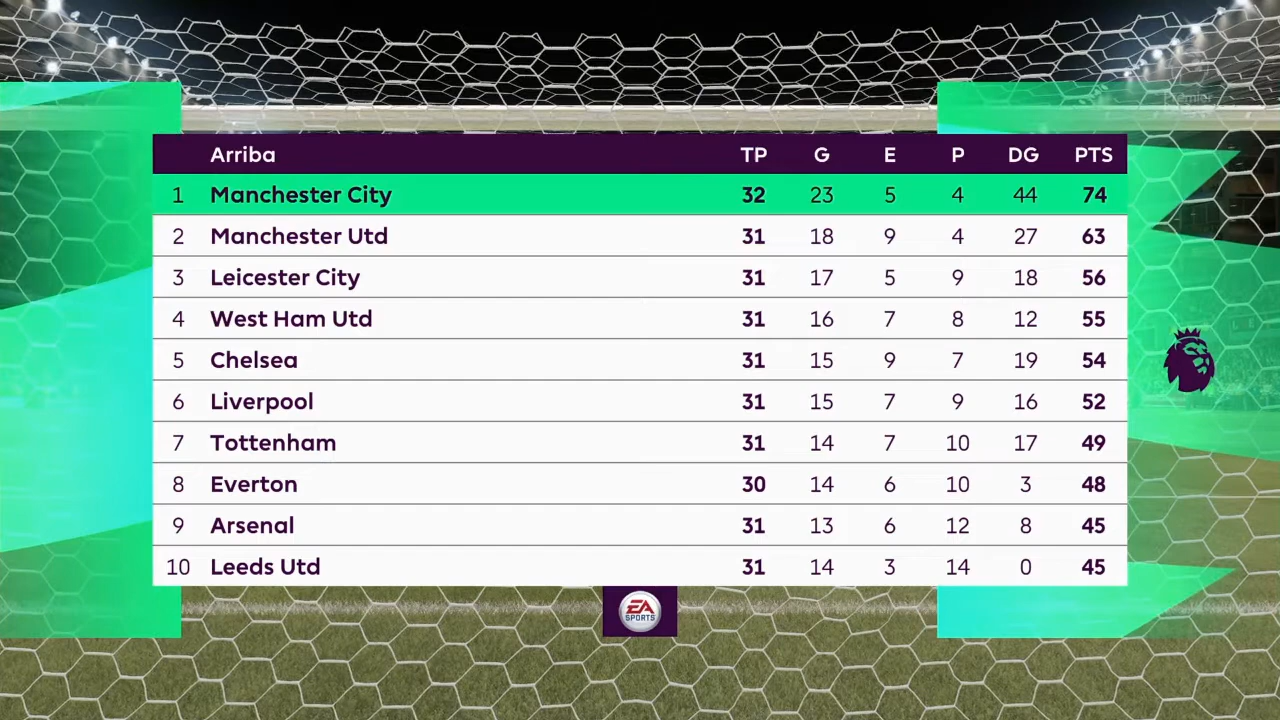 Premier
Arriba TP G E P DG PTS
1 Manchester City 32 23 5 4 44 74
2 Manchester Utd 31 18 9 4 27 63
3 Leicester City 31 17 5 9 18 56
4 West Ham Utd 31 16 7 8 12 55
5 Chelsea 31 15 9 7 19 54
6 Liverpool 31 15 7 9 16 52
7 Tottenham 31 14 7 10 17 49
8 Everton 30 14 6 10 3 48
9 Arsenal 31 13 6 12 8 45
10 Leeds Utd 31 14 3 14 0 45
EA
SPORTS